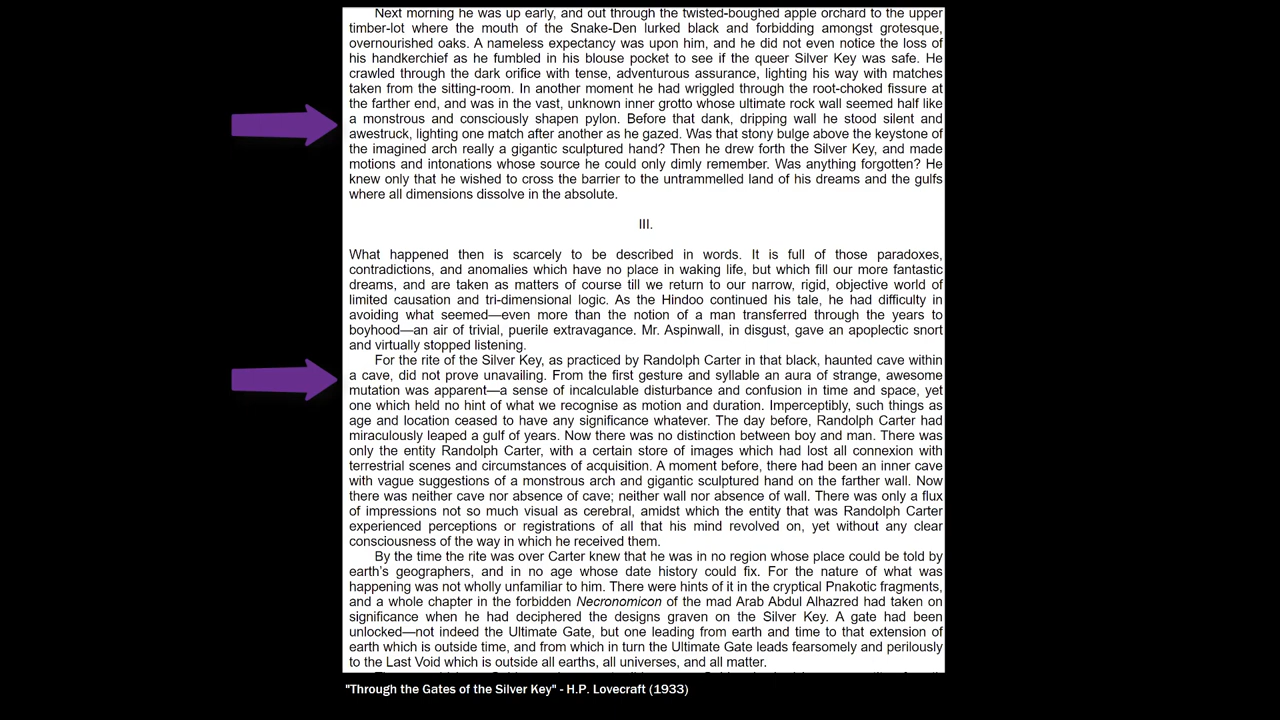 Next morning he was up early, and out through the twisted-boughed apple orchard to the upper
timber-lot where the mouth of the Snake-Den lurked black and forbidding amongst grotesque,
overnourished oaks. A nameless expectancy was upon him, and he did not even notice the loss of
his handkerchief as he fumbled in his blouse pocket to see if the queer Silver Key was safe. He
crawled through the dark orifice with tense, adventurous assurance, lighting his way with matches
taken from the sitting-room. In another moment he had wriggled through the root-choked fissure at
the farther end, and was in the vast, unknown inner grotto whose ultimate rock wall seemed half like
a monstrous and consciously shapen pylon. Before that dank, dripping wall he stood silent and
awestruck, lighting one match after another as he gazed. Was that stony bulge above the keystone of
the imagined arch really a gigantic sculptured hand? Then he drew forth the Silver Key, and made
motions and intonations whose source he could only dimly remember. Was anything forgotten? He
knew only that he wished to cross the barrier to the untrammelled land of his dreams and the gulfs
where all dimensions dissolve in the absolute.
III.
What happened then is scarcely to be described in words. It is full of those paradoxes,
contradictions, and anomalies which have no place in waking life, but which fill our more fantastic
dreams, and are taken as matters of course till we return to our narrow, rigid, objective world of
limited causation and tri-dimensional logic. As the Hindoo continued his tale, he had difficulty in
avoiding what seemed—even more than the notion of a man transferred through the years to
boyhood—an air of trivial, puerile extravagance. Mr. Aspinwall, in disgust, gave an apoplectic snort
and virtually stopped listening.
For the rite of the Silver Key, as practiced by Randolph Carter in that black, haunted cave within
a cave, did not prove unavailing. From the first gesture and syllable an aura of strange, awesome
mutation was apparent—a sense of incalculable disturbance and confusion in time and space, yet
one which held no hint of what we recognise as motion and duration. Imperceptibly, such things as
age and location ceased to have any significance whatever. The day before, Randolph Carter had
miraculously leaped a gulf of years. Now there was no distinction between boy and man. There was
only the entity Randolph Carter, with a certain store of images which had lost all connexion with
terrestrial scenes and circumstances of acquisition. A moment before, there had been an inner cave
with vague suggestions of a monstrous arch and gigantic sculptured hand on the farther wall. Now
there was neither cave nor absence of cave; neither wall nor absence of wall. There was only a flux
of impressions not so much visual as cerebral, amidst which the entity that was Randolph Carter
experienced perceptions or registrations of all that his mind revolved on, yet without any clear
consciousness of the way in which he received them.
By the time the rite was over Carter knew that he was in no region whose place could be told by
earth's geographers, and in no age whose date history could fix. For the nature of what was
happening was not wholly unfamiliar to him. There were hints of it in the cryptical Pnakotic fragments,
and a whole chapter in the forbidden Necronomicon of the mad Arab Abdul Alhazred had taken on
significance when he had deciphered the designs graven on the Silver Key. A gate had been
unlocked—not indeed the Ultimate Gate, but one leading from earth and time to that extension of
earth which is outside time, and from which in turn the Ultimate Gate leads fearsomely and perilously
to the Last Void which is outside all earths, all universes, and all matter.
"Through the Gates of the Silver Key" - H.P. Lovecraft (1933)